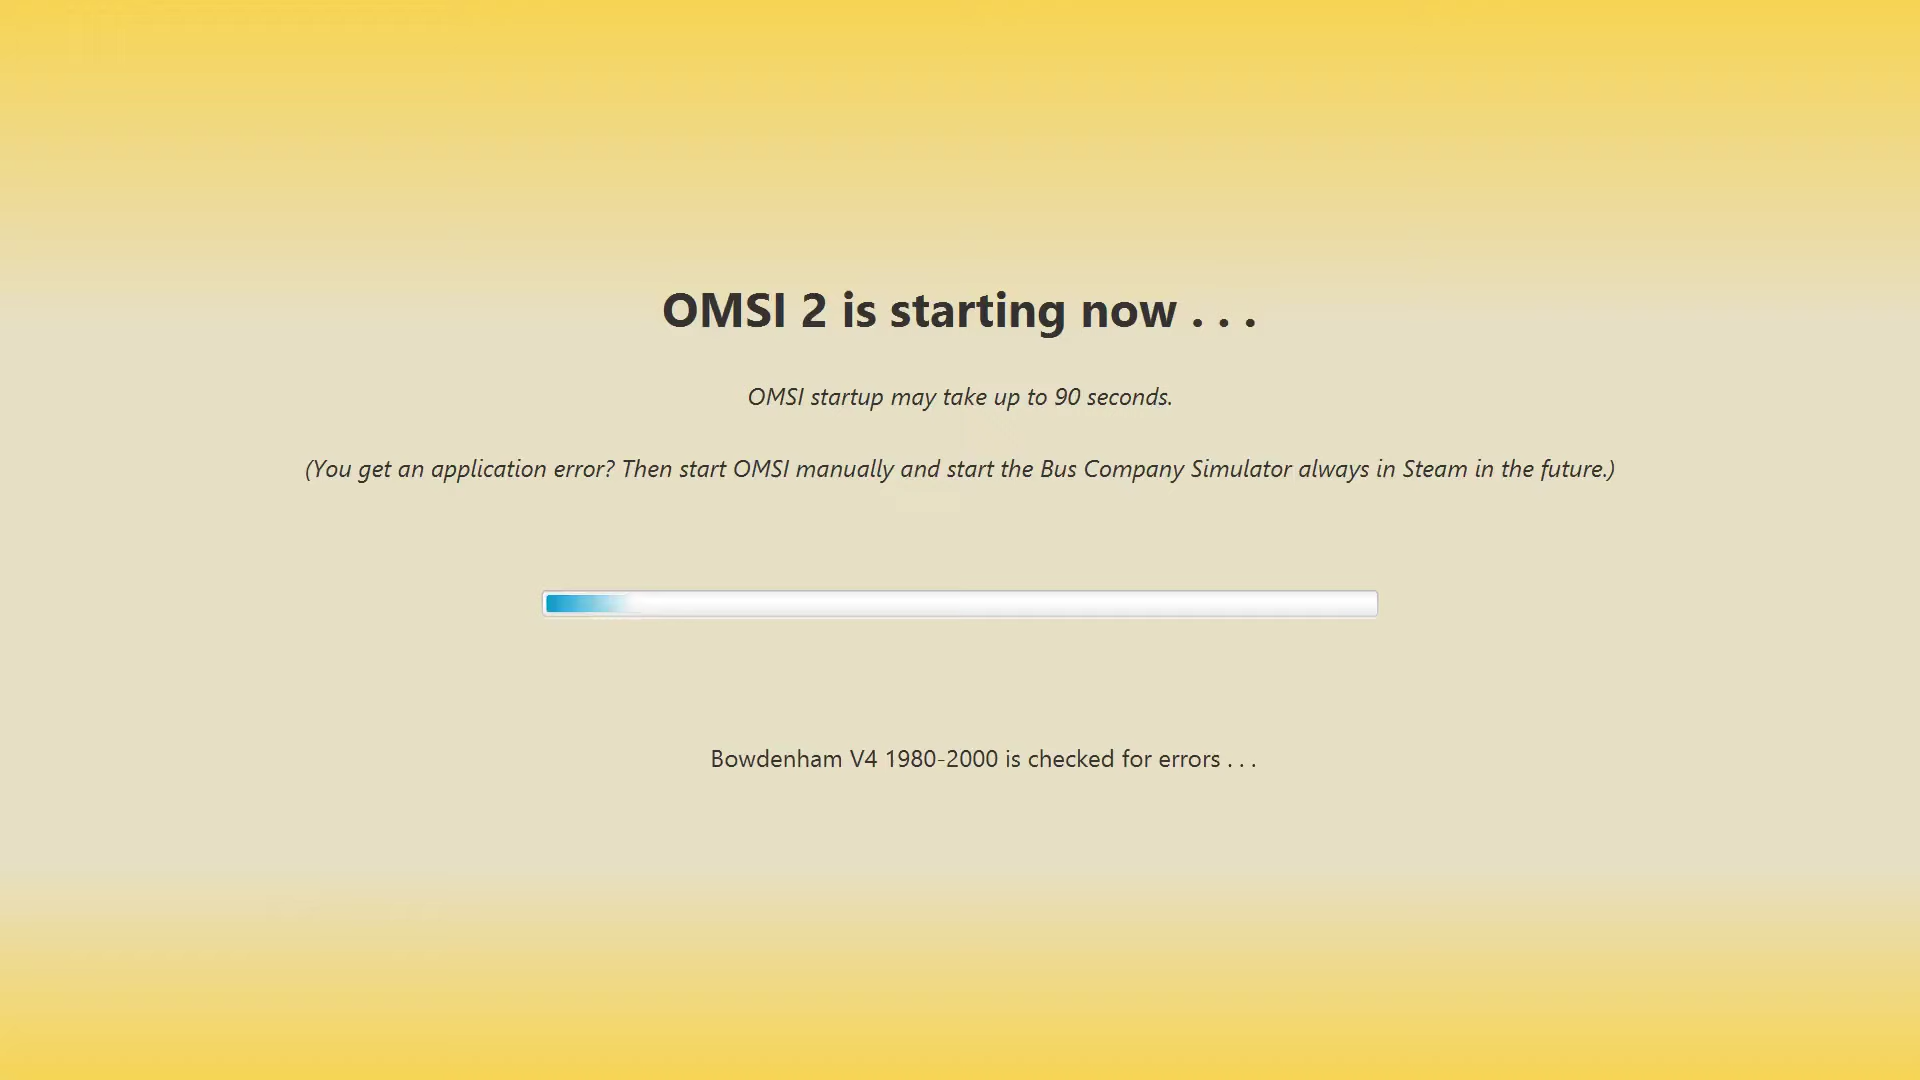 OMSI 2 is starting now . . .
OMSI startup may take up to 90 seconds.
(You get an application error? Then start OMSI manually and start the Bus Company Simulator always in Steam in the future.)
Bowdenham V4 1980-2000 is checked for errors . . .